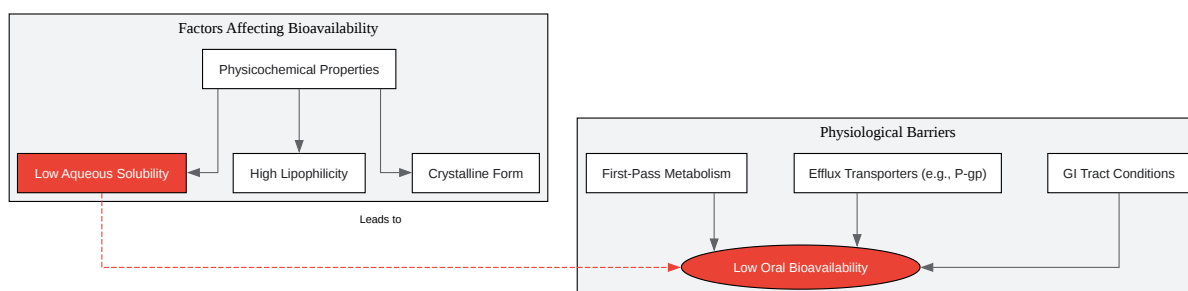 Factors Affecting Bioavailability
Physicochemical Properties
Low Aqueous Solubility
High Lipophilicity
Crystalline Form
Leads to
Physiological Barriers
First-Pass Metabolism
Efflux Transporters (e.g., P-gp)
GI Tract Conditions
Low Oral Bioavailability